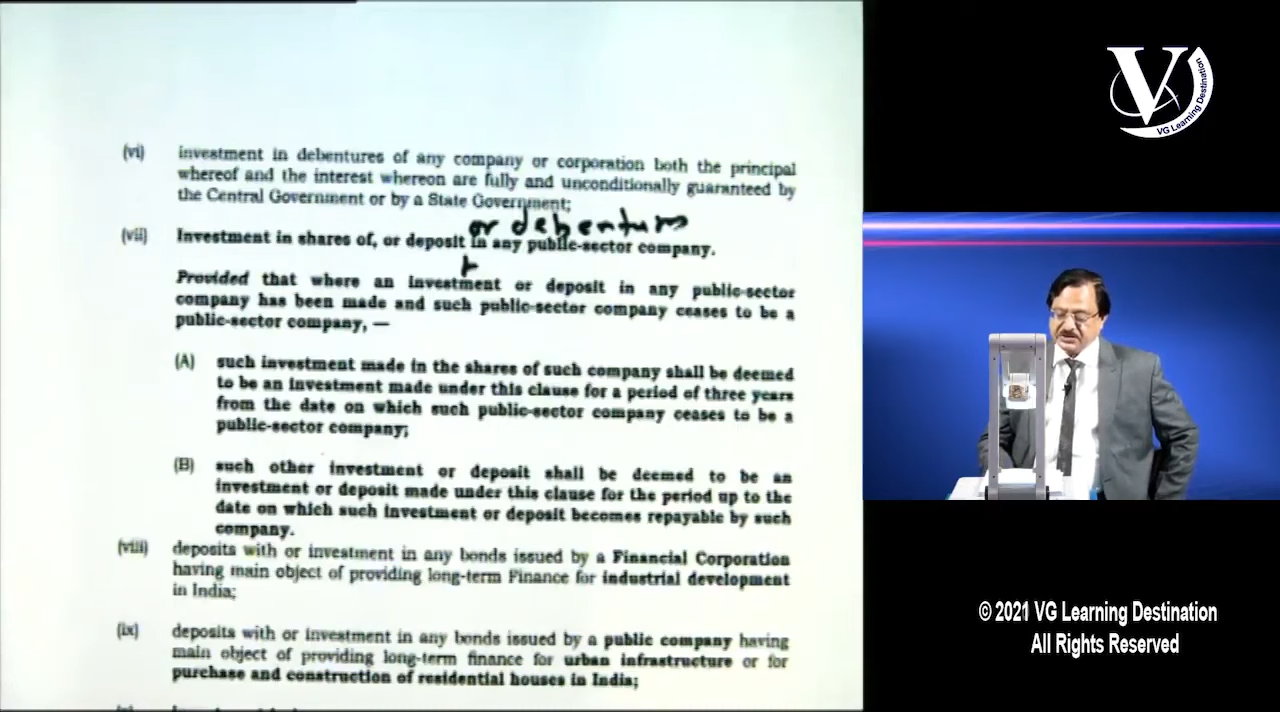 (vi) investment in debentures of any company or corporation both the principal
whereof and the interest whereon are fully and unconditionally guaranteed by
the Central Government or by a State Government;
or debentures
(vii) Investment in shares of, or deposit in any public-sector company.
Provided that where an investment or deposit in any public-sector
company has been made and such public-sector company ceases to be a
public-sector company, —
(A) such investment made in the shares of such company shall be deemed
to be an investment made under this clause for a period of three years
from the date on which such public-sector company ceases to be a
public-sector company;
(B) such other investment or deposit shall be deemed to be an
investment or deposit made under this clause for the period up to the
date on which such investment or deposit becomes repayable by such
company.
(viii) deposits with or investment in any bonds issued by a Financial Corporation
having main object of providing long-term Finance for industrial development
in India;
(ix) deposits with or investment in any bonds issued by a public company having
main object of providing long-term finance for urban infrastructure or for
purchase and construction of residential houses in India;
V
VG Learning Destination
© 2021 VG Learning Destination
All Rights Reserved